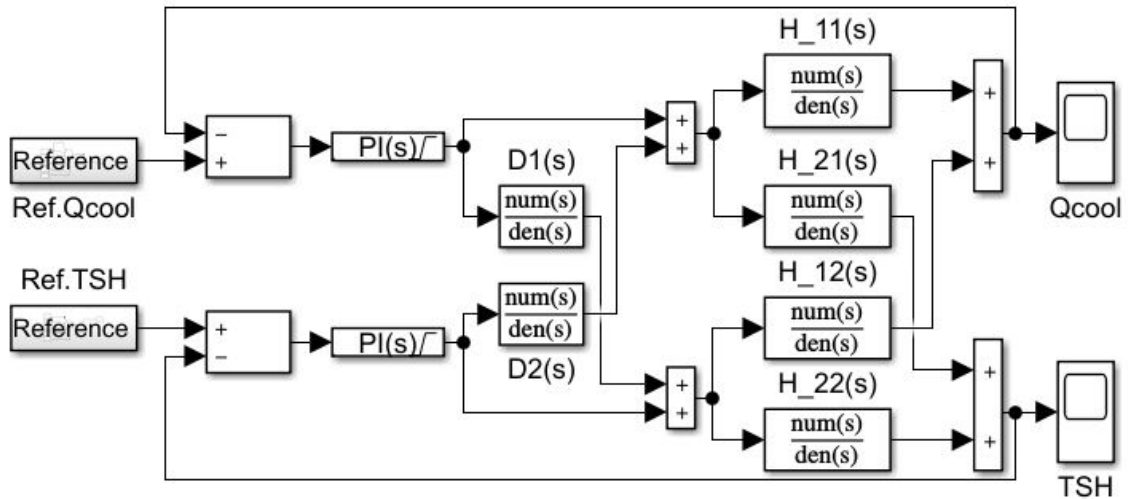 H_11(s)
num(s)
den(s)
+
+
−
+
PI(s)
+
+
Reference
Ref.Qcool
D1(s)
num(s)
den(s)
H_21(s)
num(s)
den(s)
Qcool
Ref.TSH
Reference
+
−
PI(s)
num(s)
den(s)
D2(s)
H_12(s)
num(s)
den(s)
+
+
H_22(s)
num(s)
den(s)
+
+
TSH